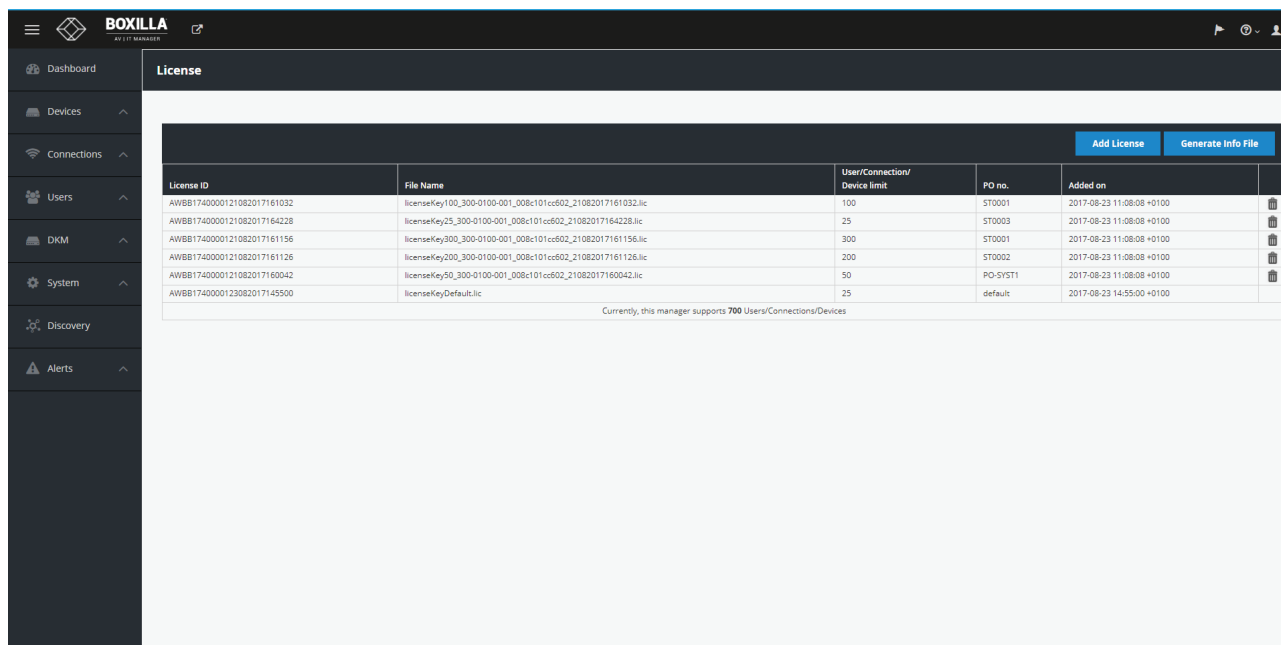 BOXILLA
AV | IT MANAGER
Dashboard
License
Devices
Connections
Users
DKM
System
Discovery
Alerts
Add License
Generate Info File
License ID
File Name
User/Connection/
Device limit
PO no.
Added on
AWBB1740000121082017161032 licenseKey100_300-0100-001_008c101cc602_21082017161032.lic 100 ST0001 2017-08-23 11:08:08 +0100
AWBB1740000121082017164228 licenseKey25_300-0100-001_008c101cc602_21082017164228.lic 25 ST0003 2017-08-23 11:08:08 +0100
AWBB1740000121082017161156 licenseKey300_300-0100-001_008c101cc602_21082017161156.lic 300 ST0001 2017-08-23 11:08:08 +0100
AWBB1740000121082017161126 licenseKey200_300-0100-001_008c101cc602_21082017161126.lic 200 ST0002 2017-08-23 11:08:08 +0100
AWBB1740000121082017160042 licenseKey50_300-0100-001_008c101cc602_21082017160042.lic 50 PO-SYST1 2017-08-23 11:08:08 +0100
AWBB1740000123082017145500 licenseKeyDefault.lic 25 default 2017-08-23 14:55:00 +0100
Currently, this manager supports 700 Users/Connections/Devices